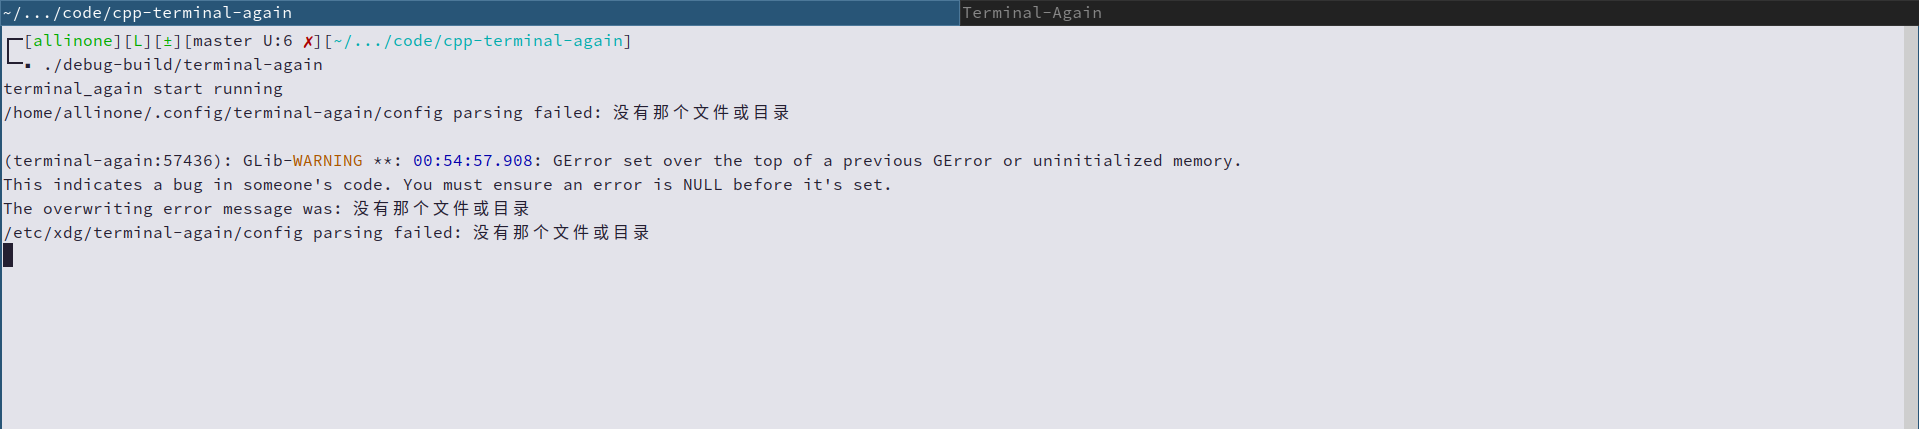 ~/.../code/cpp-terminal-again
Terminal-Again
┌─[allinone][L][±][master U:6 ✗][~/.../code/cpp-terminal-again]
└─▪ ./debug-build/terminal-again
terminal_again start running
/home/allinone/.config/terminal-again/config parsing failed: 没有那个文件或目录
(terminal-again:57436): GLib-WARNING **: 00:54:57.908: GError set over the top of a previous GError or uninitialized memory.
This indicates a bug in someone's code. You must ensure an error is NULL before it's set.
The overwriting error message was: 没有那个文件或目录
/etc/xdg/terminal-again/config parsing failed: 没有那个文件或目录